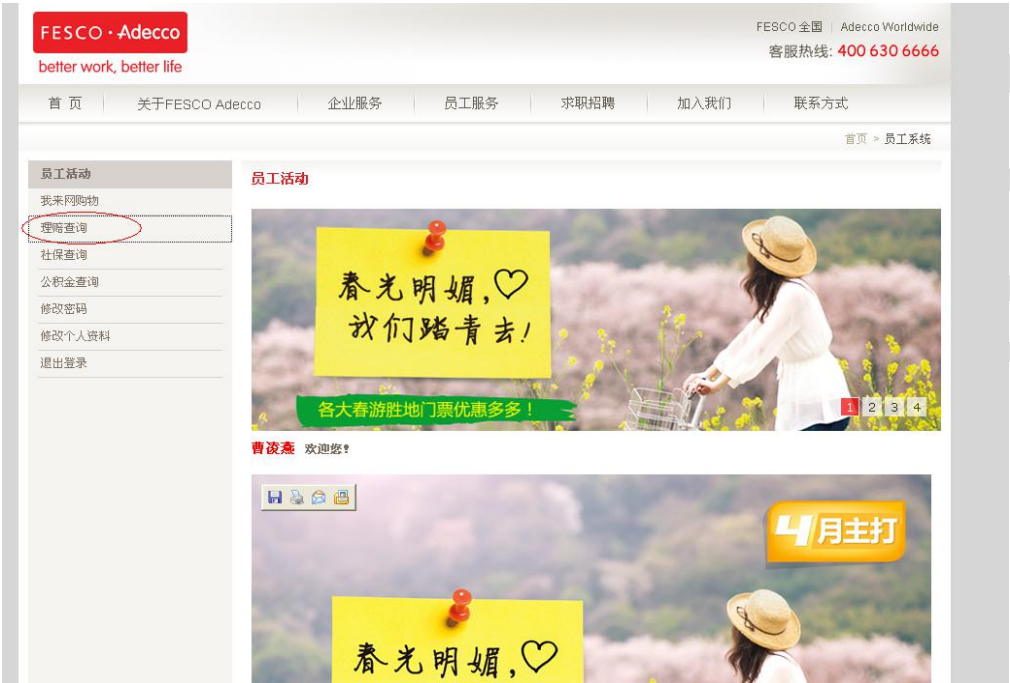 FESCO·Adecco
better work, better life
FESCO 全国 | Adecco Worldwide
客服热线: 400 630 6666
首 页
关于FESCO Adecco
企业服务
员工服务
求职招聘
加入我们
联系方式
首页 > 员工系统
员工活动
我来网购物
理赔查询
社保查询
公积金查询
修改密码
修改个人资料
退出登录
员工活动
春光明媚,♡
我们踏青去!
各大春游胜地门票优惠多多！
1 2 3 4
曹浚燕 欢迎您!
4月主打
春光明媚,♡